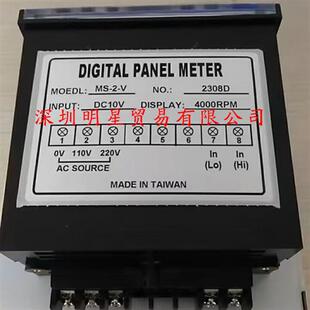 DIGITAL PANEL METER
MOEDL: MS-2-V NO.: 2308D
INPUT: DC10V DISPLAY: 4000RPM
深圳明星贸易有限公司
1 2 3 4 5 6 7 8
0V 110V 220V In In
AC SOURCE (Lo) (Hi)
MADE IN TAIWAN